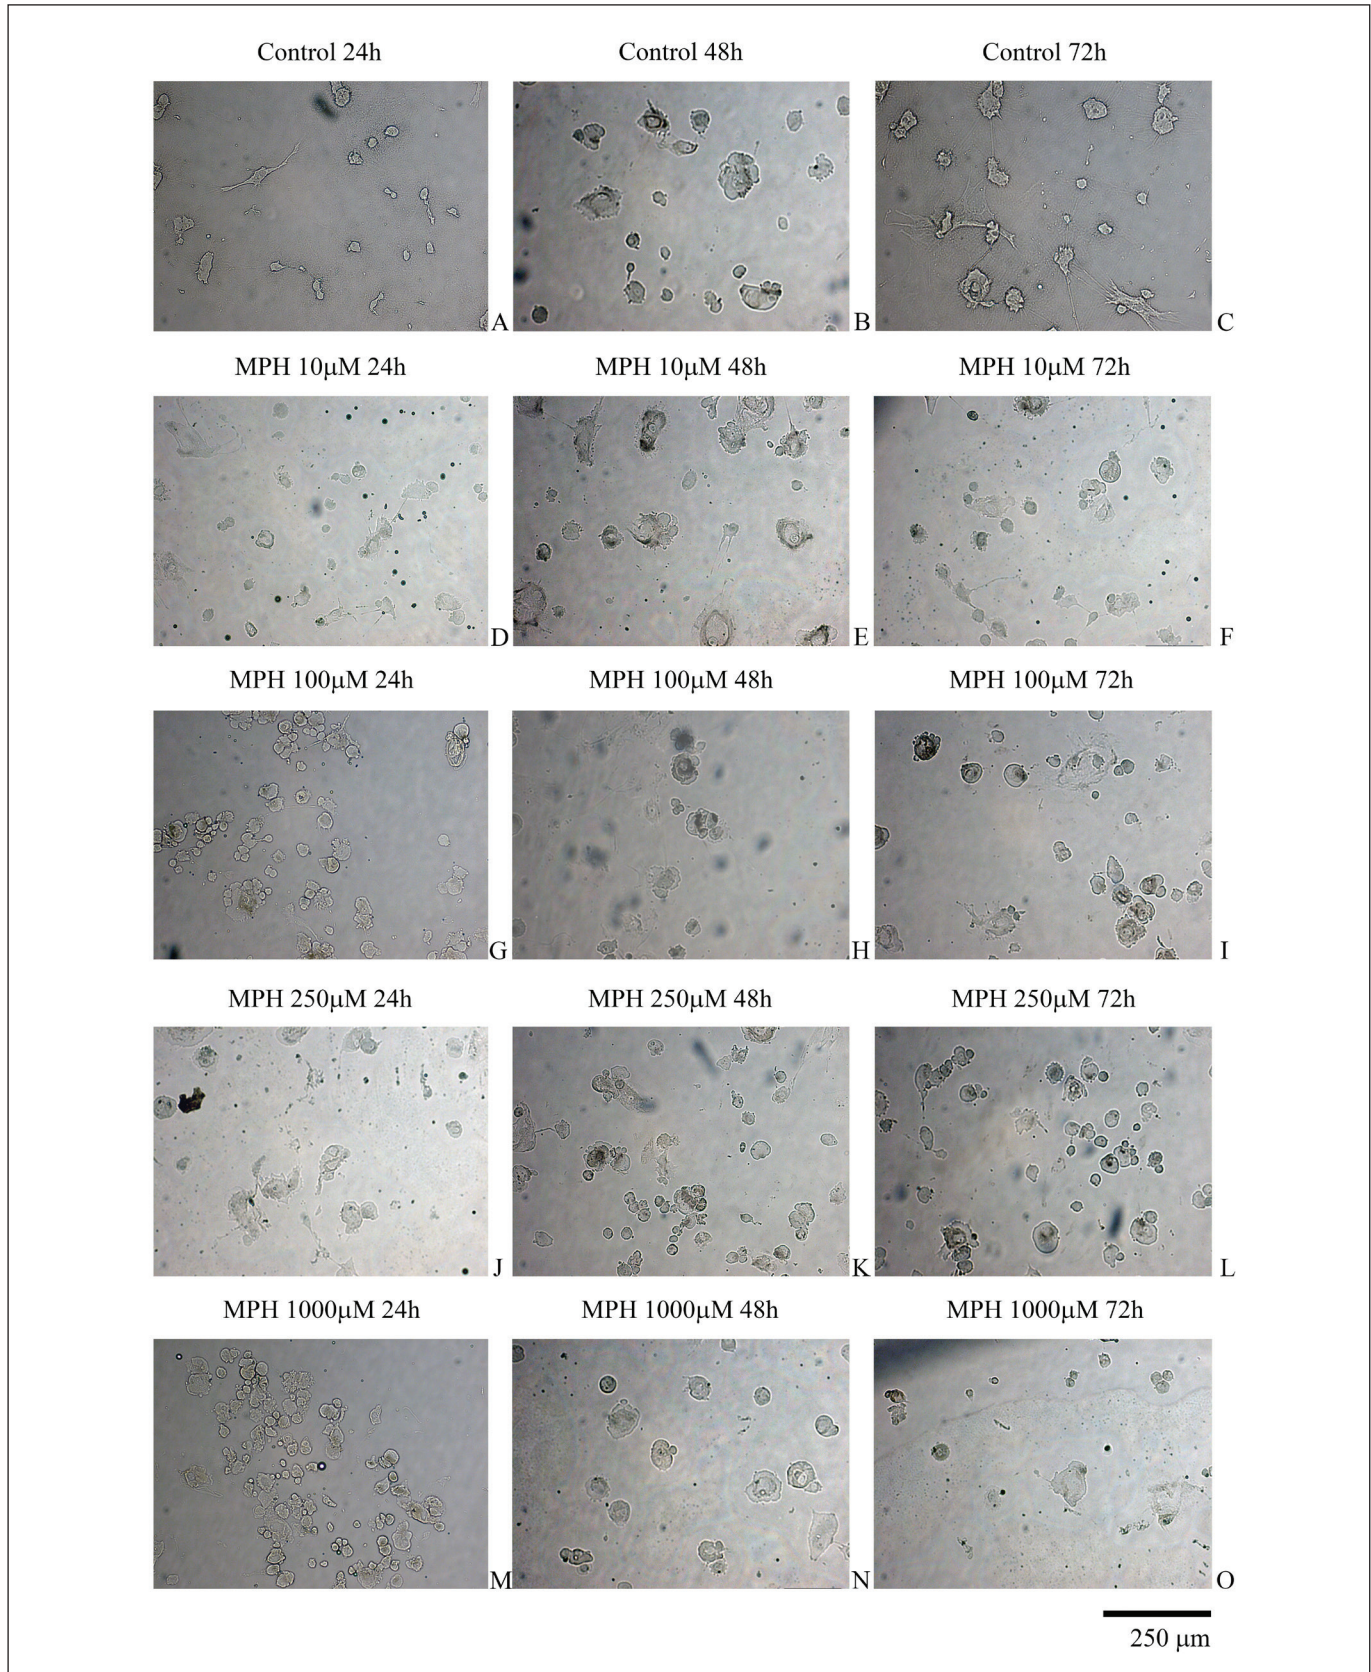 Control 24h
Control 48h
Control 72h
A
B
C
MPH 10μM 24h
MPH 10μM 48h
MPH 10μM 72h
D
E
F
MPH 100μM 24h
MPH 100μM 48h
MPH 100μM 72h
G
H
I
MPH 250μM 24h
MPH 250μM 48h
MPH 250μM 72h
J
K
L
MPH 1000μM 24h
MPH 1000μM 48h
MPH 1000μM 72h
M
N
O
250 μm